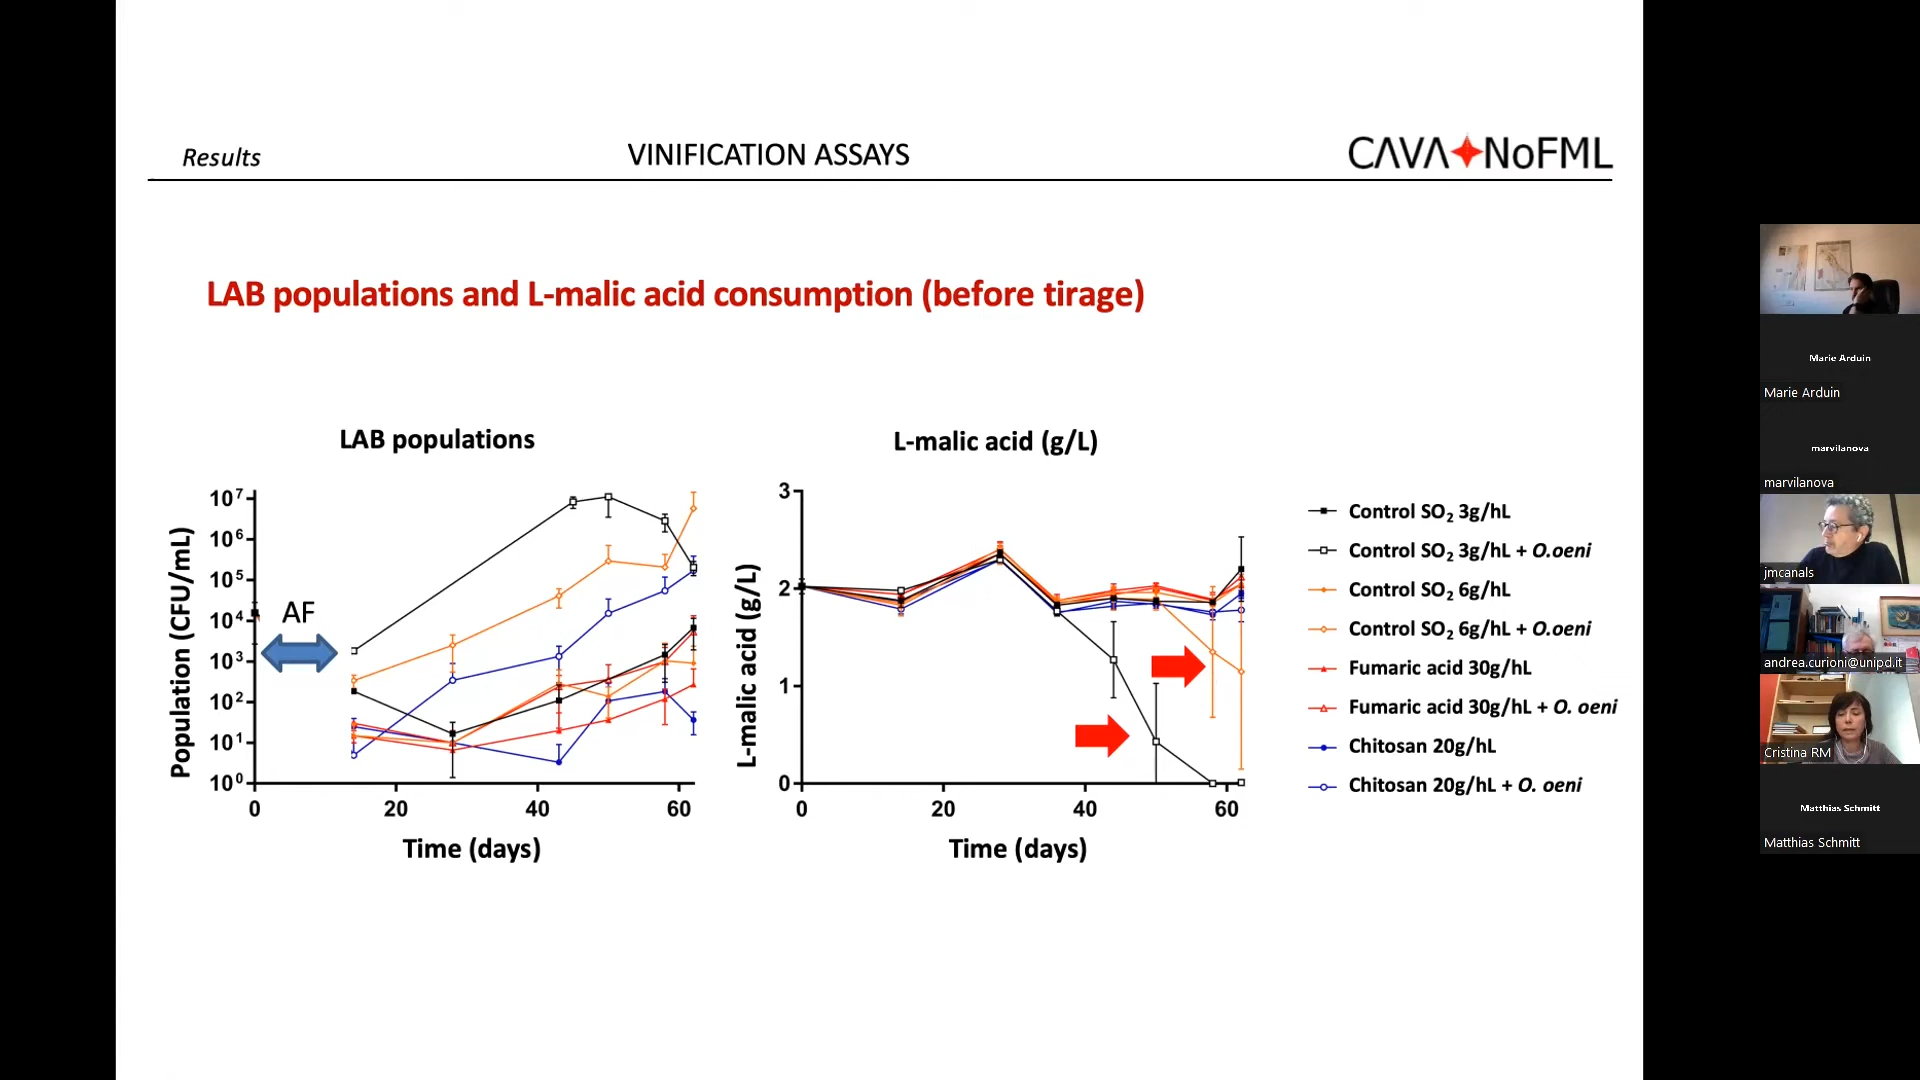 Results
VINIFICATION ASSAYS
CΛVΛ NoFML
LAB populations and L-malic acid consumption (before tirage)
LAB populations
Population (CFU/mL)
10⁷
10⁶
10⁵
10⁴
10³
10²
10¹
10⁰
AF
0 20 40 60
Time (days)
L-malic acid (g/L)
L-malic acid (g/L)
3
2
1
0
0 20 40 60
Time (days)
Control SO₂ 3g/hL
Control SO₂ 3g/hL + O.oeni
Control SO₂ 6g/hL
Control SO₂ 6g/hL + O.oeni
Fumaric acid 30g/hL
Fumaric acid 30g/hL + O. oeni
Chitosan 20g/hL
Chitosan 20g/hL + O. oeni
Marie Arduin
Marie Arduin
marvilanova
marvilanova
jmcanals
andrea.curioni@unipd.it
Cristina RM
Matthias Schmitt
Matthias Schmitt